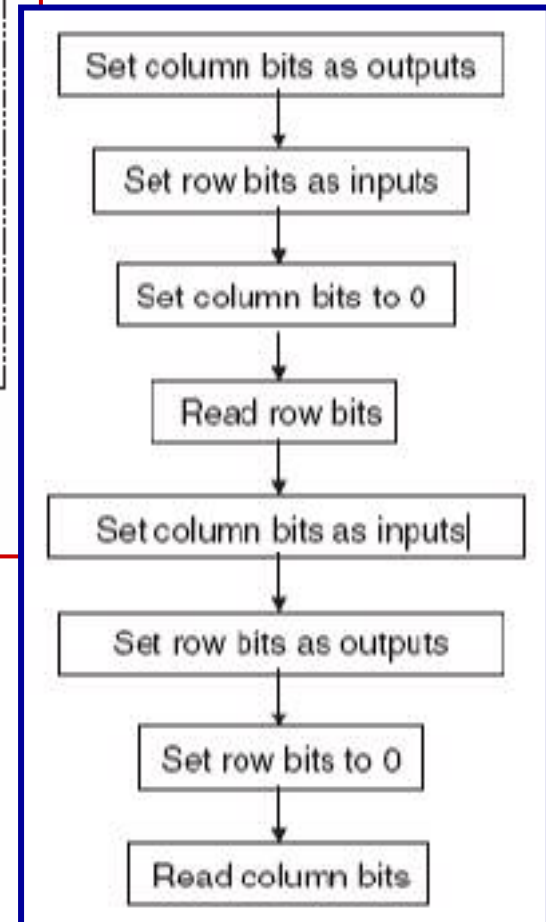 Set column bits as outputs
Set row bits as inputs
Set column bits to 0
Read row bits
Set column bits as inputs
Set row bits as outputs
Set row bits to 0
Read column bits